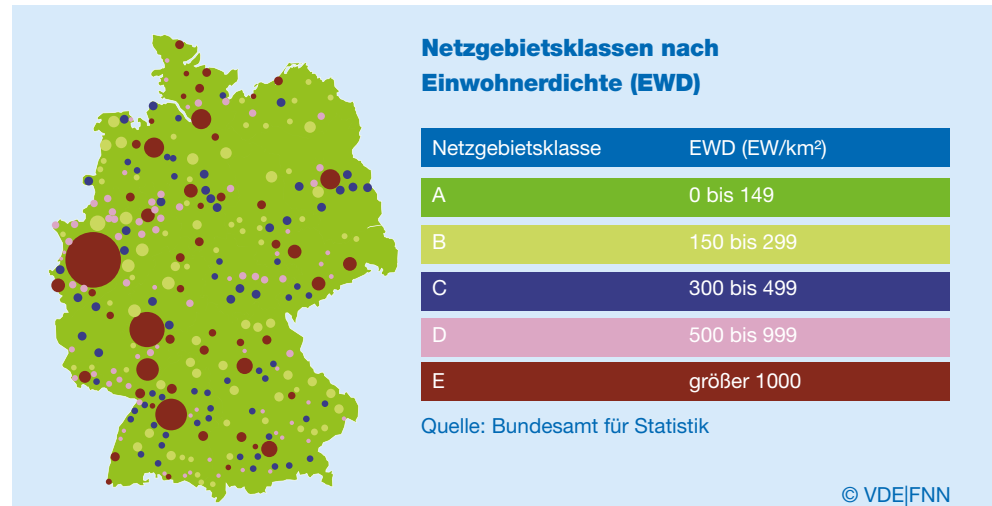 Netzgebietsklassen nach
Einwohnerdichte (EWD)
Netzgebietsklasse EWD (EW/km²)
A 0 bis 149
B 150 bis 299
C 300 bis 499
D 500 bis 999
E größer 1000
Quelle: Bundesamt für Statistik
© VDE|FNN